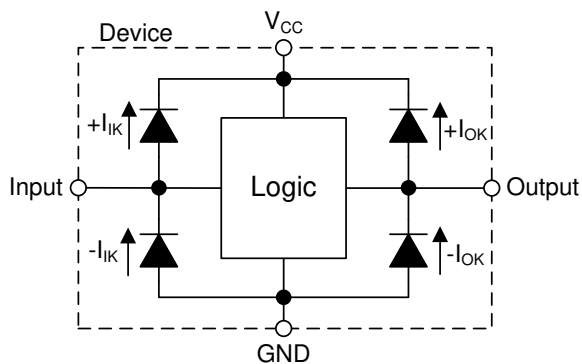 V_CC
Device
+I_IK
+I_OK
Input
Logic
Output
-I_IK
-I_OK
GND